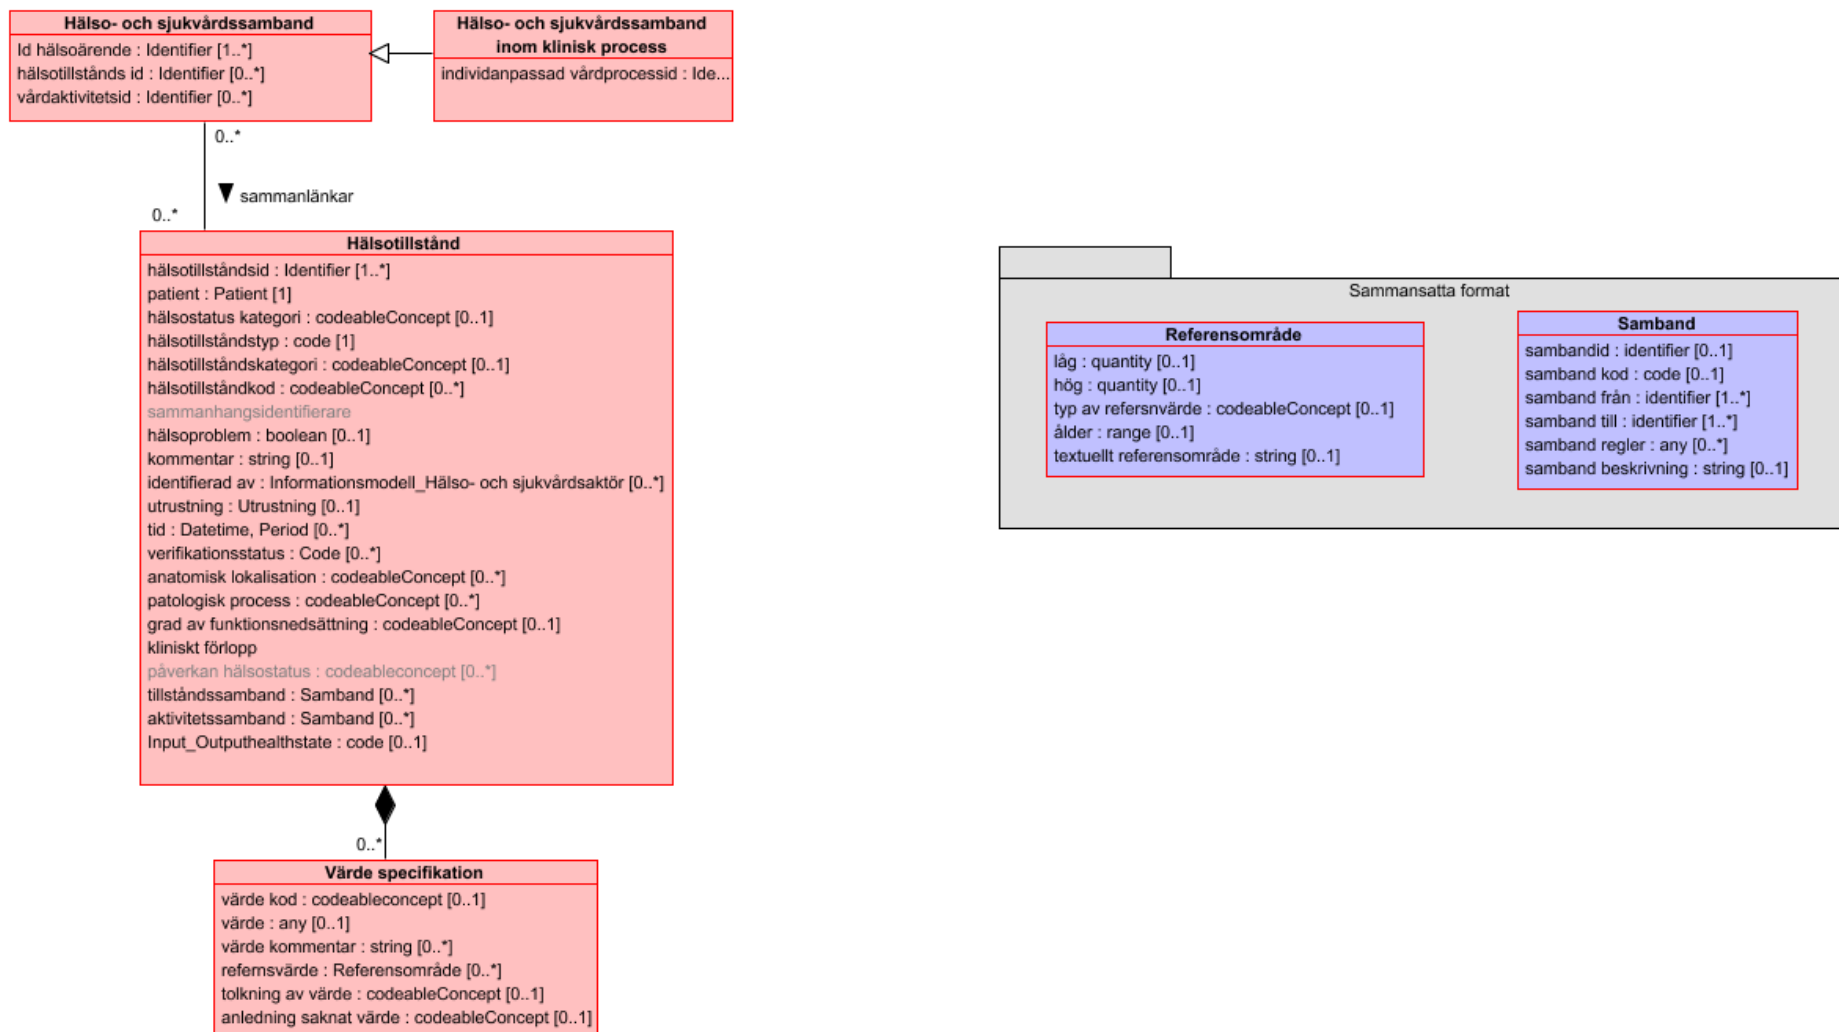 Hälso- och sjukvårdssamband
Id hälsoärende : Identifier [1..*]
hälsotillstånds id : Identifier [0..*]
vårdaktivitetsid : Identifier [0..*]
Hälso- och sjukvårdssamband
inom klinisk process
individanpassad vårdprocessid : Ide...
0..*
sammanlänkar
0..*
Hälsotillstånd
hälsotillståndsid : Identifier [1..*]
patient : Patient [1]
hälsostatus kategori : codeableConcept [0..1]
hälsotillståndstyp : code [1]
hälsotillståndskategori : codeableConcept [0..1]
hälsotillståndkod : codeableConcept [0..*]
sammanhangsidentifierare
hälsoproblem : boolean [0..1]
kommentar : string [0..1]
identifierad av : Informationsmodell_Hälso- och sjukvårdsaktör [0..*]
utrustning : Utrustning [0..1]
tid : Datetime, Period [0..*]
verifikationsstatus : Code [0..*]
anatomisk lokalisation : codeableConcept [0..*]
patologisk process : codeableConcept [0..*]
grad av funktionsnedsättning : codeableConcept [0..1]
kliniskt förlopp
påverkan hälsostatus : codeableconcept [0..*]
tillståndssamband : Samband [0..*]
aktivitetssamband : Samband [0..*]
Input_Outputhealthstate : code [0..1]
0..*
Värde specifikation
värde kod : codeableconcept [0..1]
värde : any [0..1]
värde kommentar : string [0..*]
refernsvärde : Referensområde [0..*]
tolkning av värde : codeableConcept [0..1]
anledning saknat värde : codeableConcept [0..1]
Sammansatta format
Referensområde
låg : quantity [0..1]
hög : quantity [0..1]
typ av refersnvärde : codeableConcept [0..1]
ålder : range [0..1]
textuellt referensområde : string [0..1]
Samband
sambandid : identifier [0..1]
samband kod : code [0..1]
samband från : identifier [1..*]
samband till : identifier [1..*]
samband regler : any [0..*]
samband beskrivning : string [0..1]